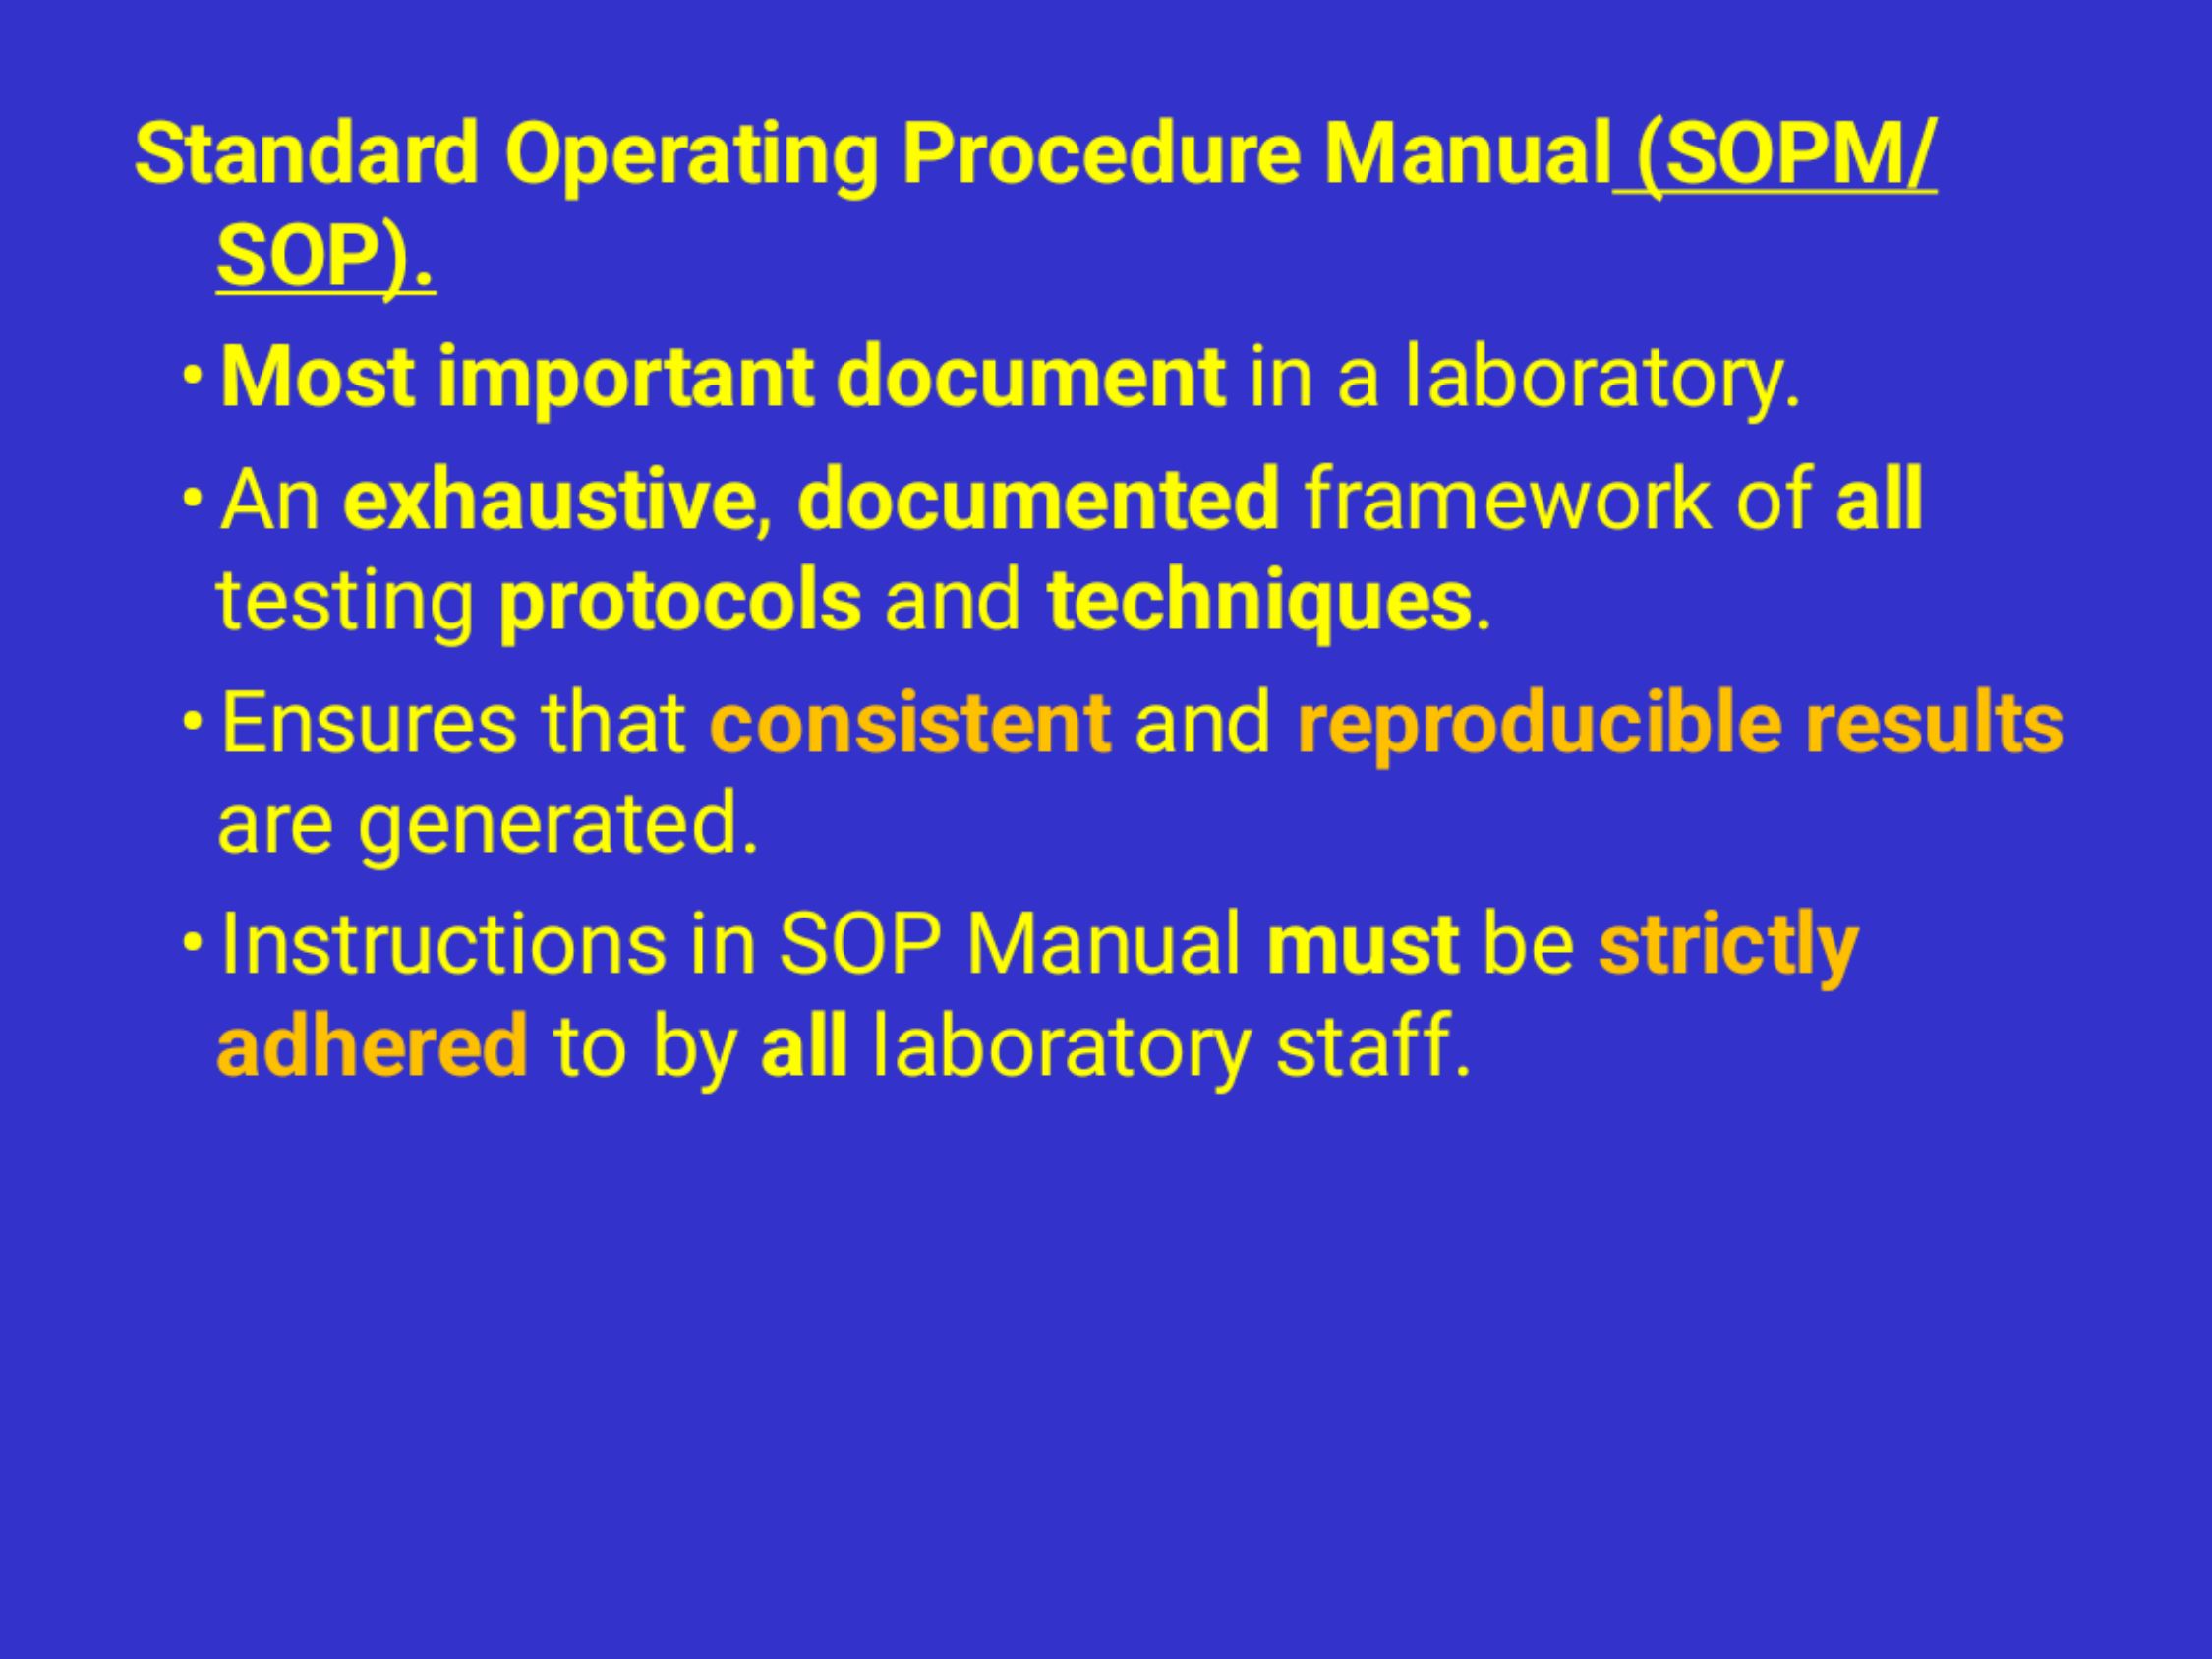 Standard Operating Procedure Manual (SOPM/
SOP).
• Most important document in a laboratory.
• An exhaustive, documented framework of all
testing protocols and techniques.
• Ensures that consistent and reproducible results
are generated.
• Instructions in SOP Manual must be strictly
adhered to by all laboratory staff.